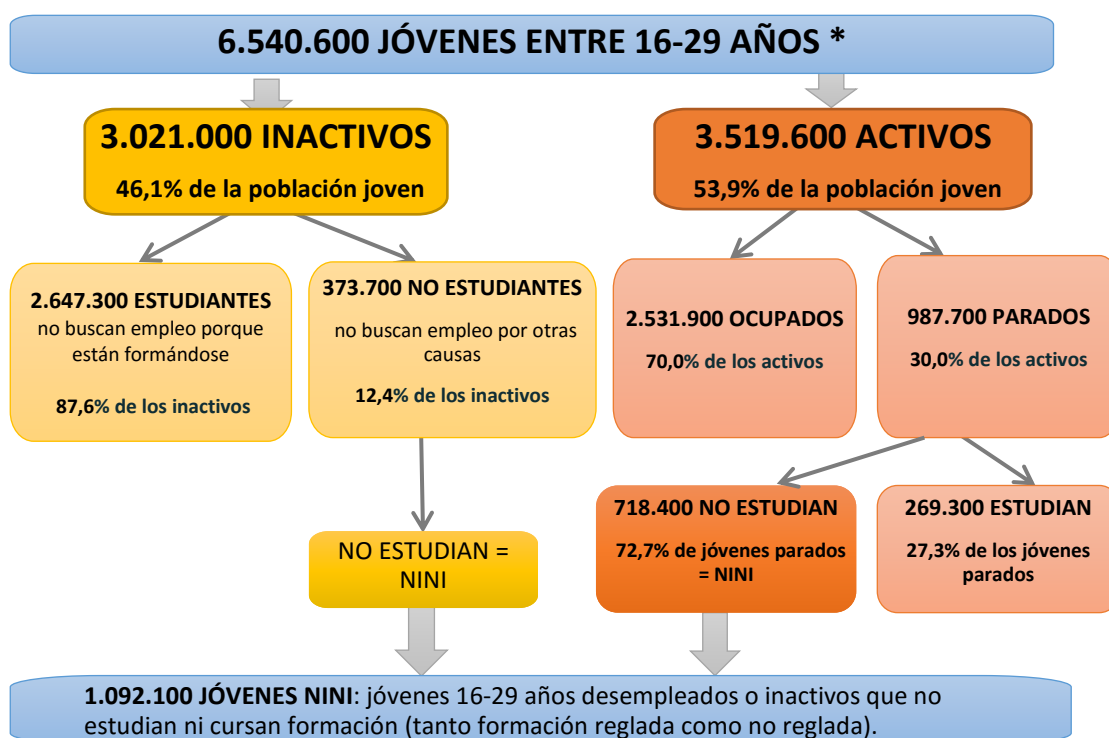 6.540.600 JÓVENES ENTRE 16-29 AÑOS *
3.021.000 INACTIVOS
46,1% de la población joven
3.519.600 ACTIVOS
53,9% de la población joven
2.647.300 ESTUDIANTES
no buscan empleo porque
están formándose
87,6% de los inactivos
373.700 NO ESTUDIANTES
no buscan empleo por otras
causas
12,4% de los inactivos
2.531.900 OCUPADOS
70,0% de los activos
987.700 PARADOS
30,0% de los activos
NO ESTUDIAN =
NINI
718.400 NO ESTUDIAN
72,7% de jóvenes parados
= NINI
269.300 ESTUDIAN
27,3% de los jóvenes
parados
1.092.100 JÓVENES NINI: jóvenes 16-29 años desempleados o inactivos que no
estudian ni cursan formación (tanto formación reglada como no reglada).